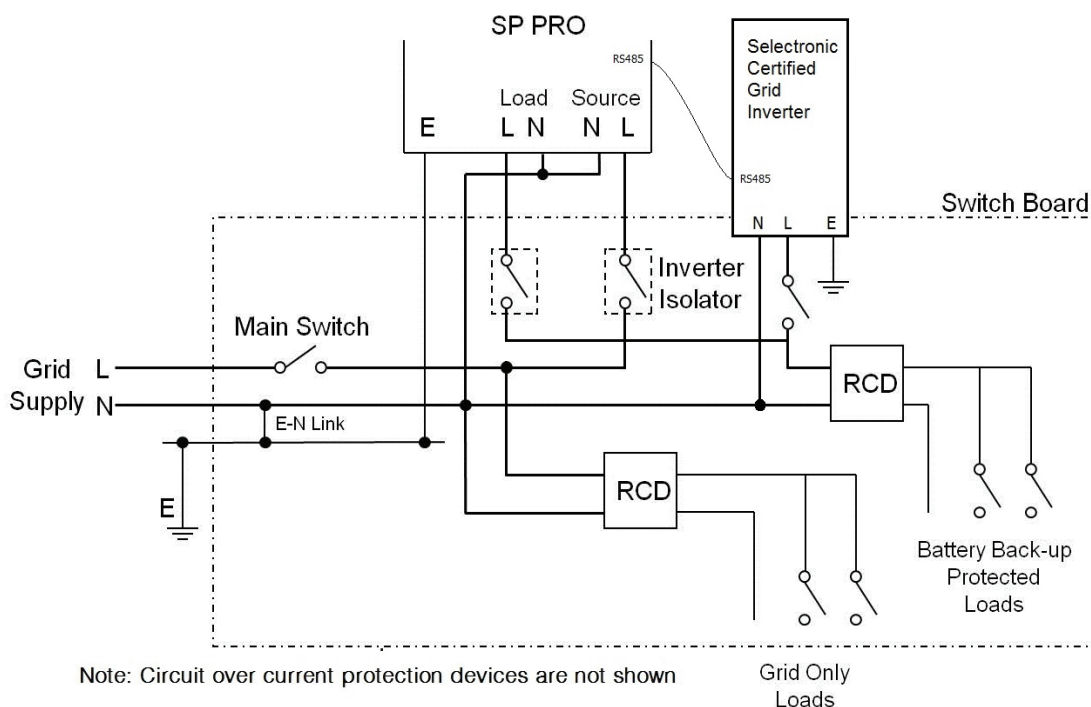 SP PRO
RS485
Load Source
E L N N L
Selectronic
Certified
Grid
Inverter
RS485
N L E
Switch Board
Inverter
Isolator
Main Switch
Grid L
Supply N
E-N Link
E
RCD
RCD
Battery Back-up
Protected
Loads
Grid Only
Loads
Note: Circuit over current protection devices are not shown